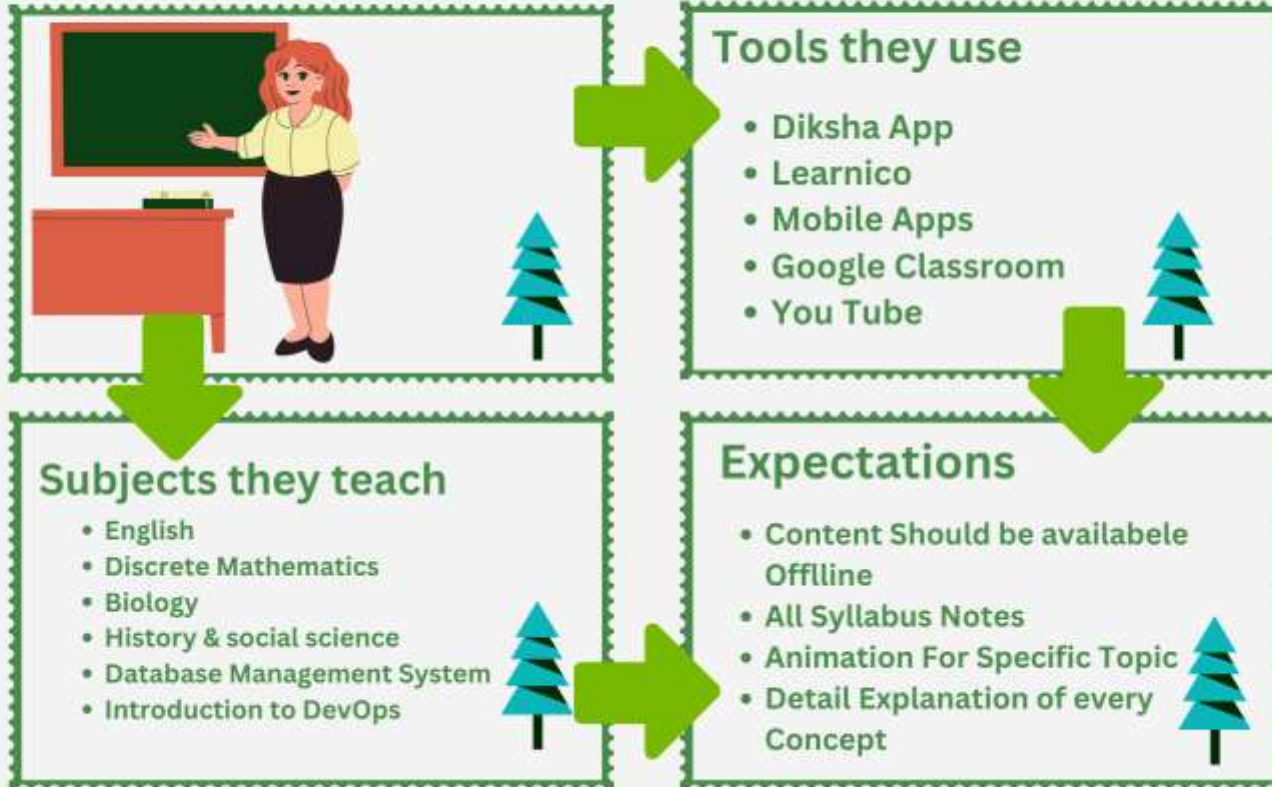 Tools they use
• Diksha App
• Learnico
• Mobile Apps
• Google Classroom
• You Tube
Subjects they teach
• English
• Discrete Mathematics
• Biology
• History & social science
• Database Management System
• Introduction to DevOps
Expectations
• Content Should be availabele
Offlline
• All Syllabus Notes
• Animation For Specific Topic
• Detail Explanation of every
Concept